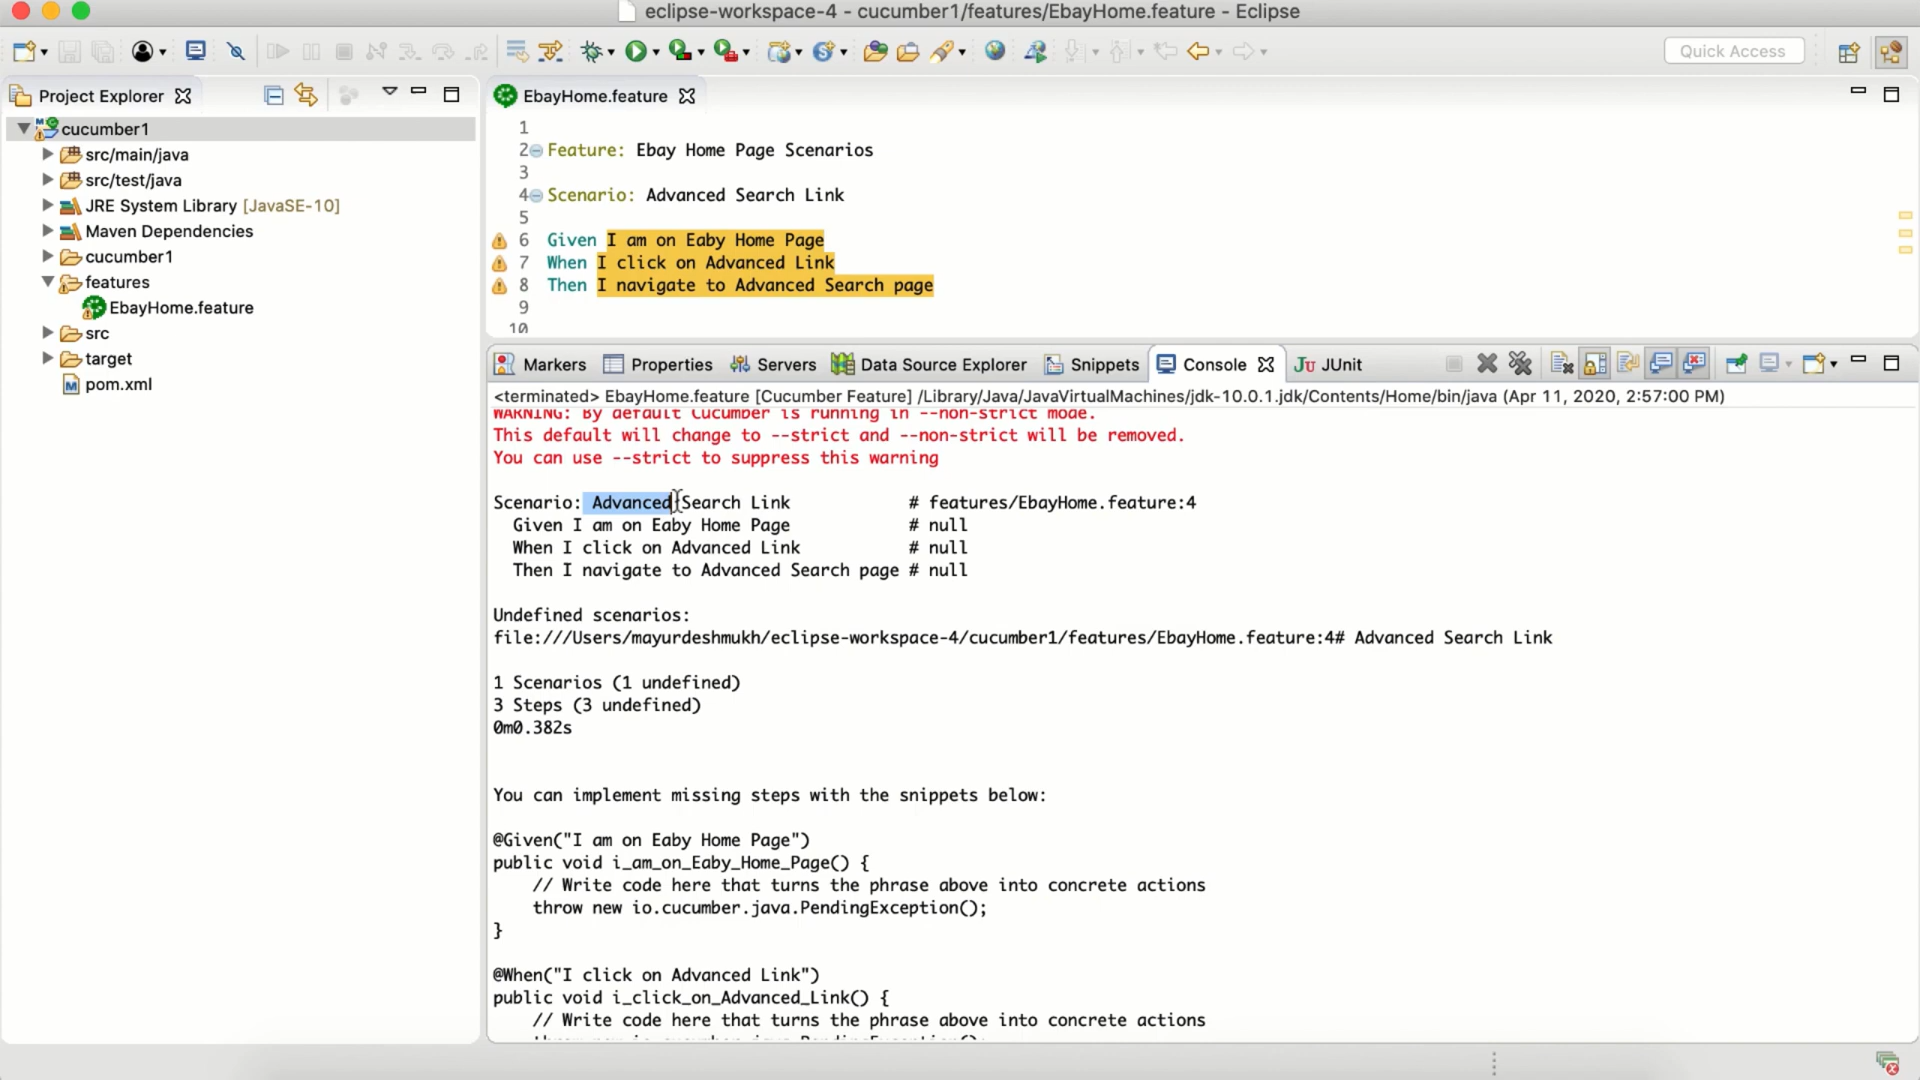 eclipse-workspace-4 - cucumber1/features/EbayHome.feature - Eclipse
Quick Access
Project Explorer
cucumber1
src/main/java
src/test/java
JRE System Library [JavaSE-10]
Maven Dependencies
cucumber1
features
EbayHome.feature
src
target
pom.xml
EbayHome.feature
1
2 Feature: Ebay Home Page Scenarios
3
4 Scenario: Advanced Search Link
5
6 Given I am on Eaby Home Page
7 When I click on Advanced Link
8 Then I navigate to Advanced Search page
9
10
Markers Properties Servers Data Source Explorer Snippets Console JUnit
<terminated> EbayHome.feature [Cucumber Feature] /Library/Java/JavaVirtualMachines/jdk-10.0.1.jdk/Contents/Home/bin/java (Apr 11, 2020, 2:57:00 PM)
WARNING: By default Cucumber is running in --non-strict mode.
This default will change to --strict and --non-strict will be removed.
You can use --strict to suppress this warning
Scenario: Advanced Search Link # features/EbayHome.feature:4
Given I am on Eaby Home Page # null
When I click on Advanced Link # null
Then I navigate to Advanced Search page # null
Undefined scenarios:
file:///Users/mayurdeshmukh/eclipse-workspace-4/cucumber1/features/EbayHome.feature:4# Advanced Search Link
1 Scenarios (1 undefined)
3 Steps (3 undefined)
0m0.382s
You can implement missing steps with the snippets below:
@Given("I am on Eaby Home Page")
public void i_am_on_Eaby_Home_Page() {
// Write code here that turns the phrase above into concrete actions
throw new io.cucumber.java.PendingException();
}
@When("I click on Advanced Link")
public void i_click_on_Advanced_Link() {
// Write code here that turns the phrase above into concrete actions